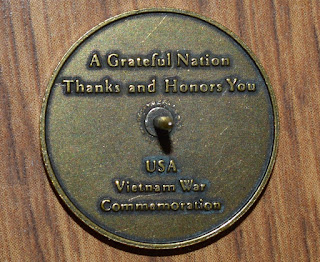 A Grateful Nation
Thanks and Honors You
USA
Vietnam War
Commemoration